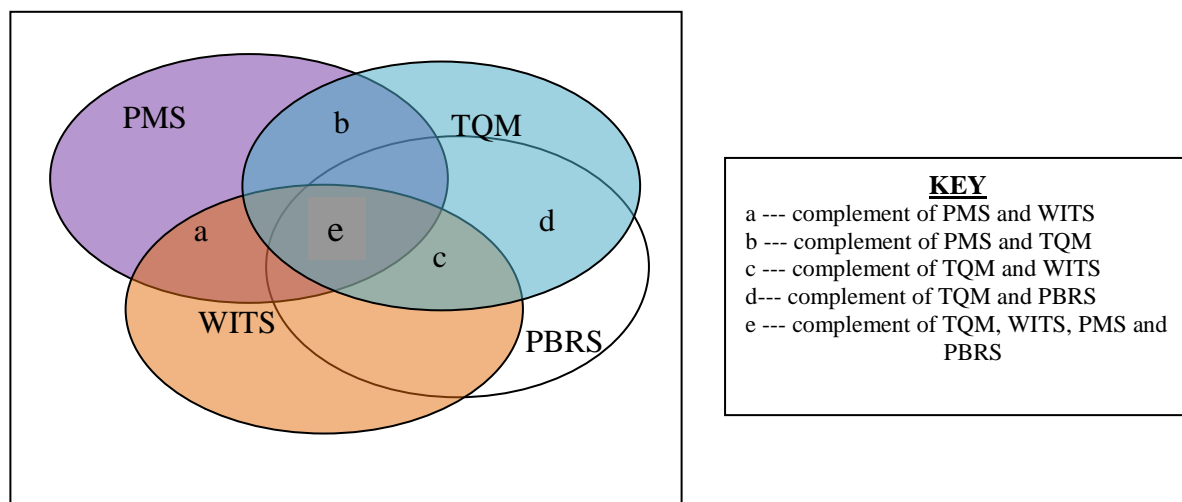 PMS
b
TQM
a
e
d
c
WITS
PBRS
KEY
a --- complement of PMS and WITS
b --- complement of PMS and TQM
c --- complement of TQM and WITS
d--- complement of TQM and PBRS
e --- complement of TQM, WITS, PMS and
PBRS